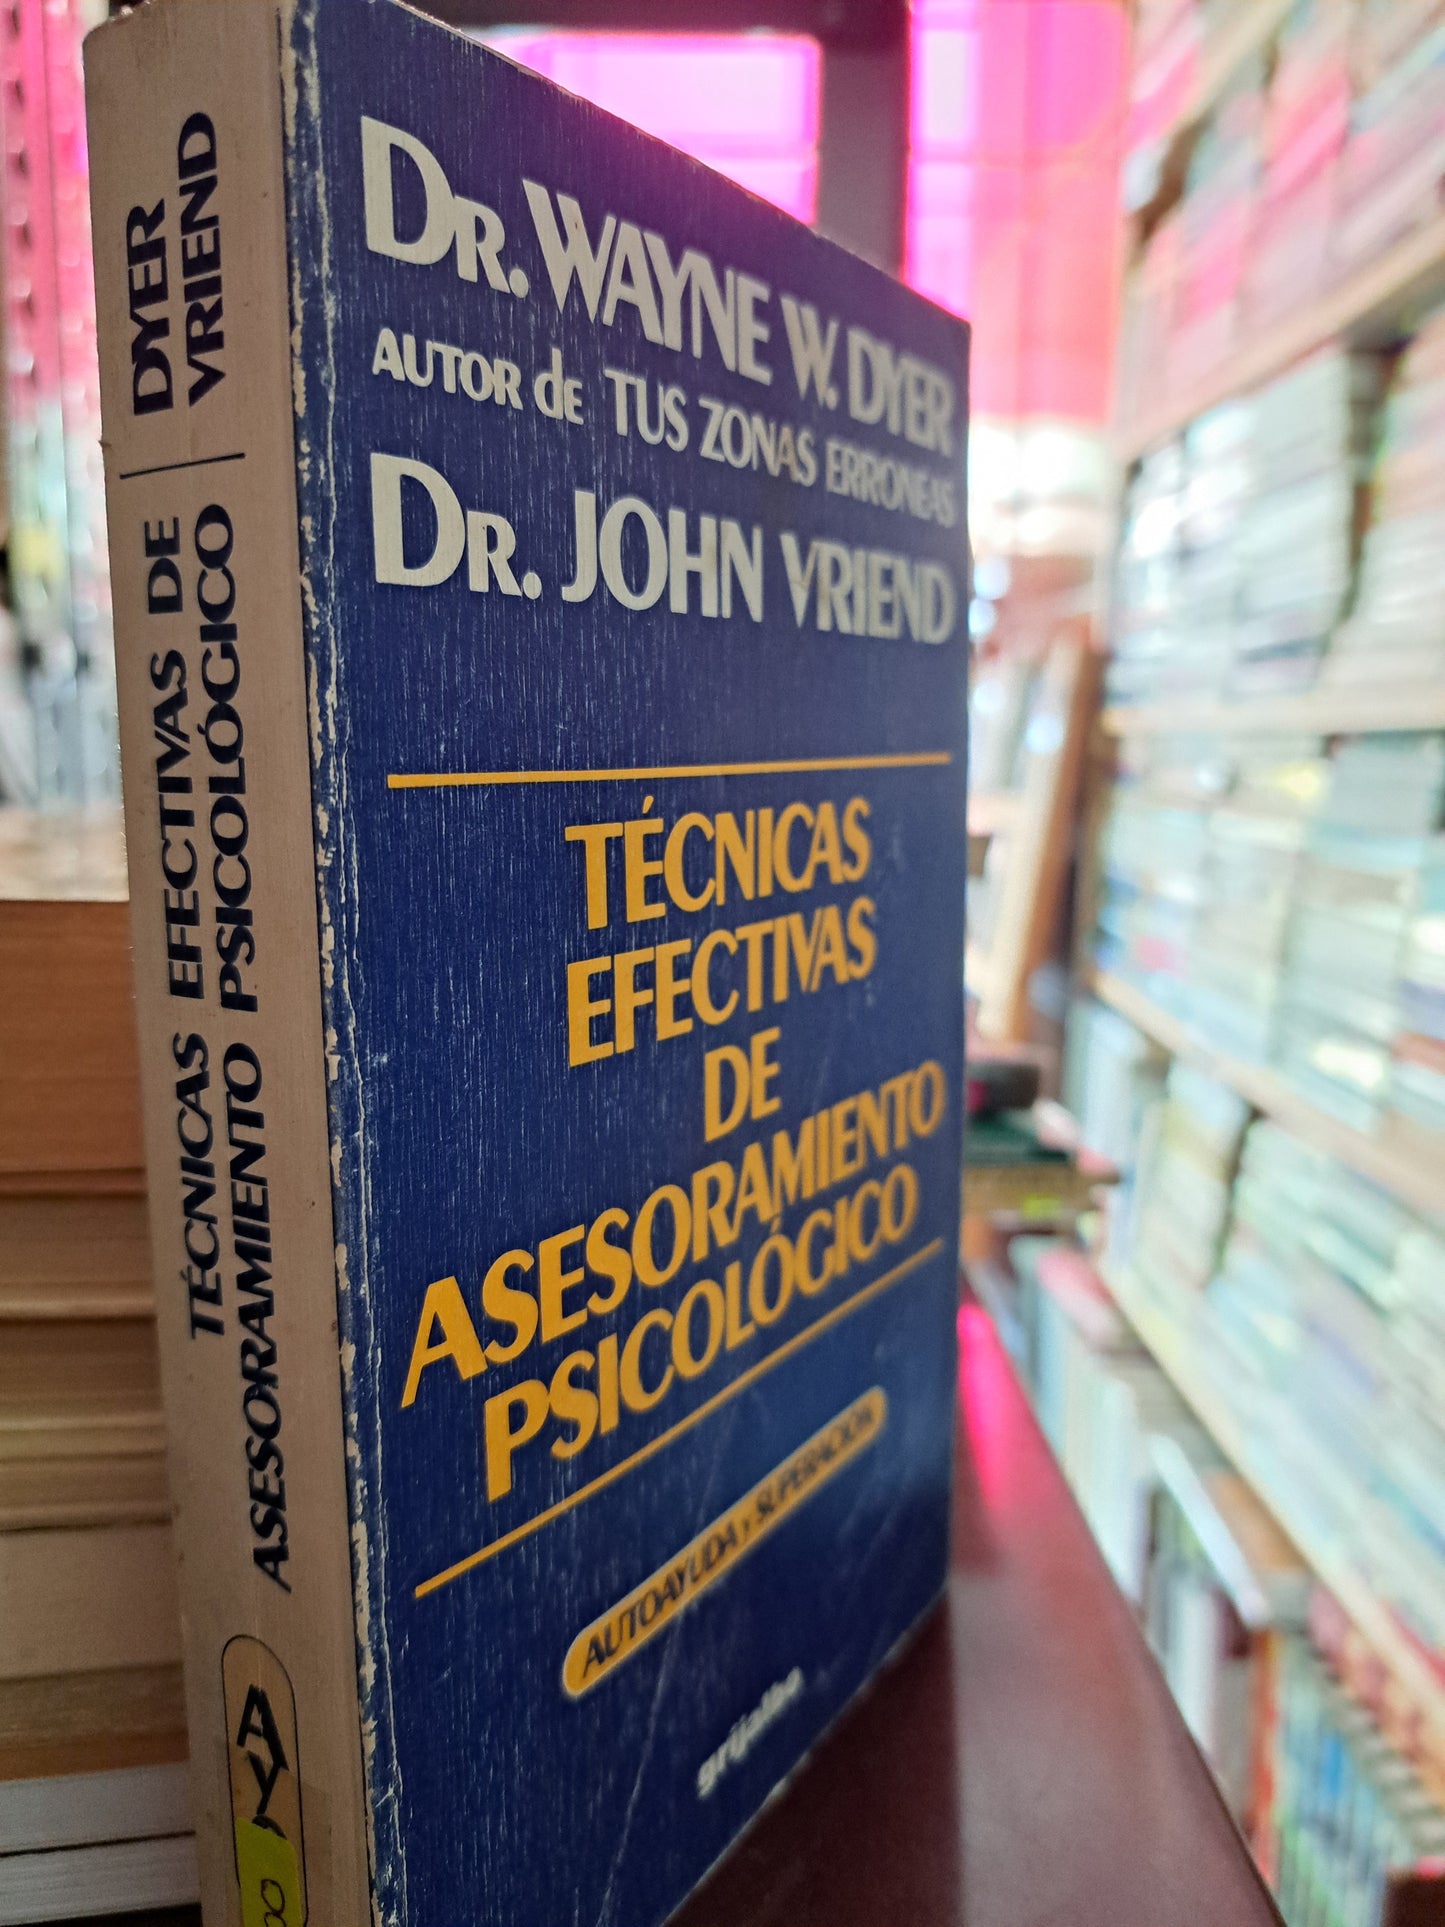 DYER
VRIEND
TÉCNICAS EFECTIVAS DE
ASESORAMIENTO PSICOLÓGICO
DR. WAYNE W. DYER
AUTOR dE TUS ZONAS ERRONEAS
DR. JOHN VRIEND
TÉCNICAS
EFECTIVAS
DE
ASESORAMIENTO
PSICOLÓGICO
AUTOAYUDA Y SUPERACIÓN
grijalbo